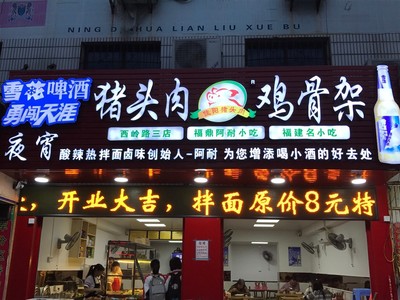 NING DE HUA LIAN LIU XUE BU
雪花啤酒
勇闯天涯
猪头肉
鸡骨架
R
西岭路三店
福鼎阿耐小吃
福建名小吃
夜宵
酸辣热拌面卤味创始人-阿耐 为您增添喝小酒的好去处
开业大吉，拌面原价8元特